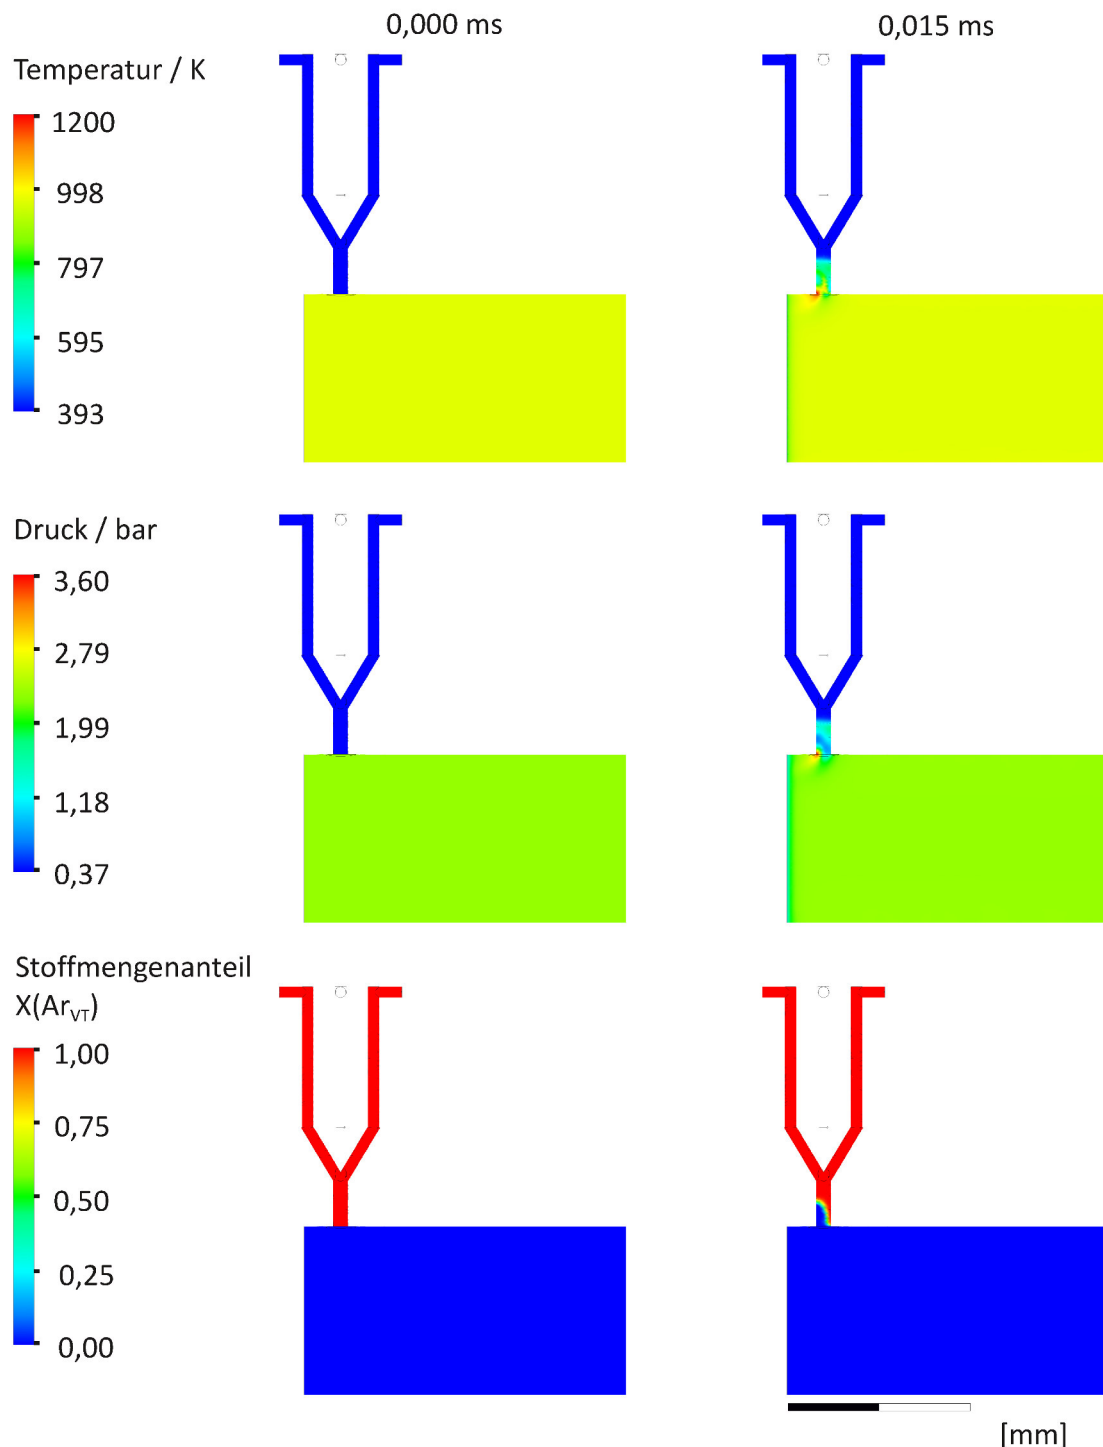 0,000 ms
0,015 ms
Temperatur / K
1200
998
797
595
393
Druck / bar
3,60
2,79
1,99
1,18
0,37
Stoffmengenanteil
X(Ar_VT)
1,00
0,75
0,50
0,25
0,00
[mm]